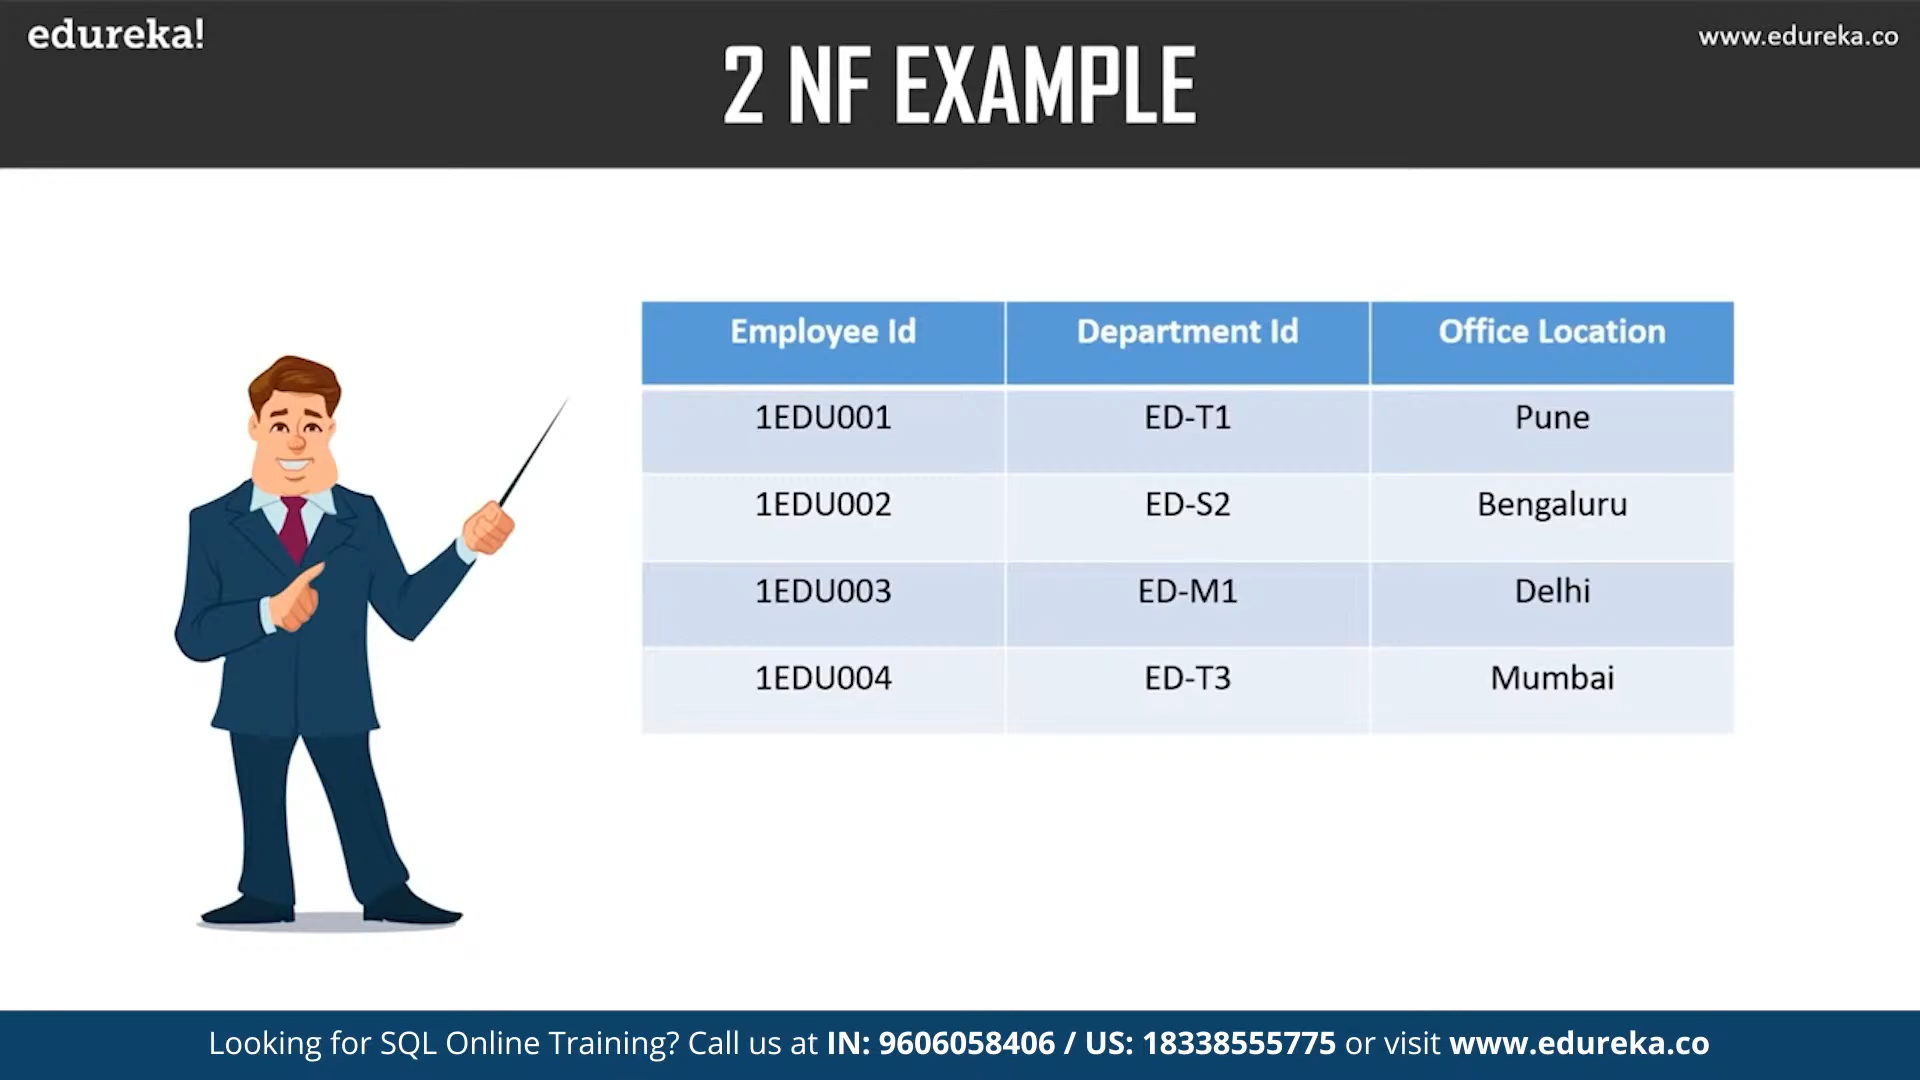 edureka!
www.edureka.co
2 NF EXAMPLE
Employee Id Department Id Office Location
1EDU001 ED-T1 Pune
1EDU002 ED-S2 Bengaluru
1EDU003 ED-M1 Delhi
1EDU004 ED-T3 Mumbai
Looking for SQL Online Training? Call us at IN: 9606058406 / US: 18338555775 or visit www.edureka.co